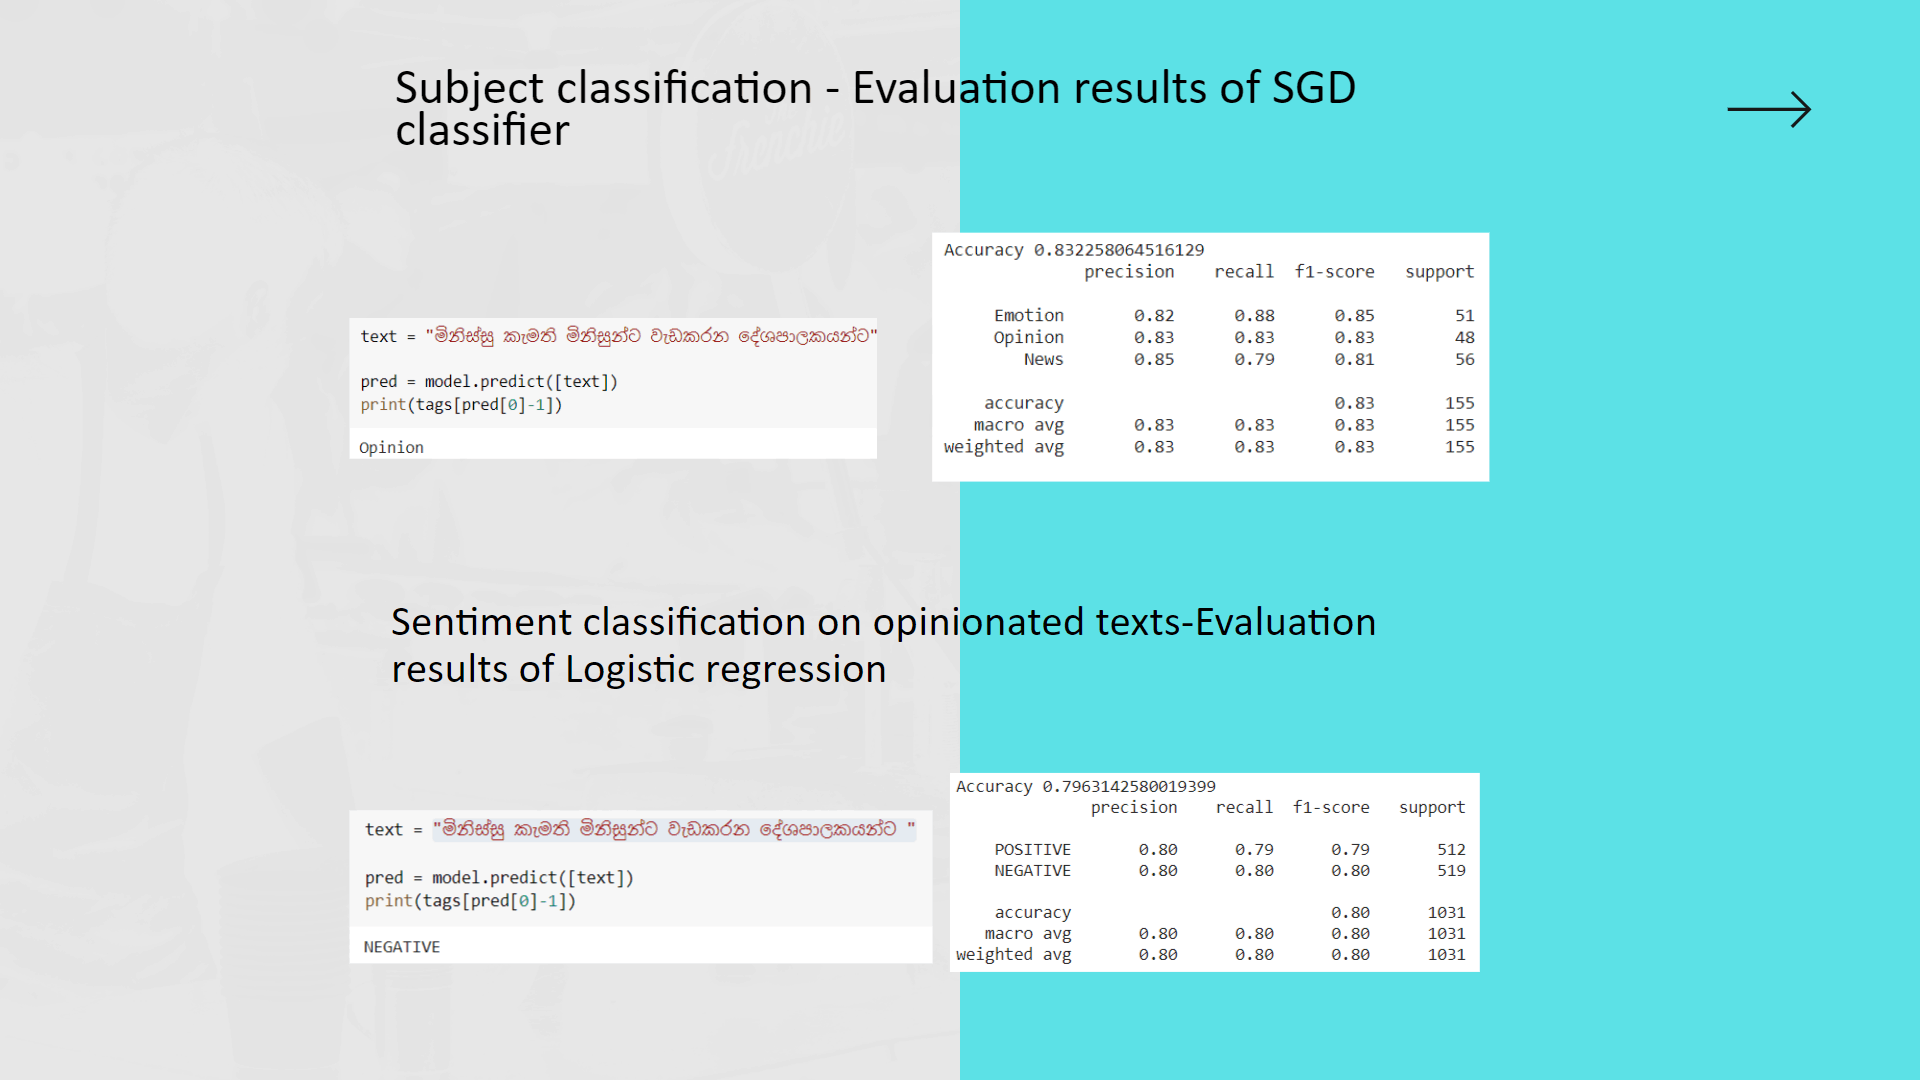 Subject classification - Evaluation results of SGD
classifier
text = "මිනිස්සු කැමති මිනිසුන්ට වැඩකරන දේශපාලකයන්ට"
pred = model.predict([text])
print(tags[pred[0]-1])
Opinion
Accuracy 0.832258064516129
precision recall f1-score support
Emotion 0.82 0.88 0.85 51
Opinion 0.83 0.83 0.83 48
News 0.85 0.79 0.81 56
accuracy 0.83 155
macro avg 0.83 0.83 0.83 155
weighted avg 0.83 0.83 0.83 155
Sentiment classification on opinionated texts-Evaluation
results of Logistic regression
text = "මිනිස්සු කැමති මිනිසුන්ට වැඩකරන දේශපාලකයන්ට "
pred = model.predict([text])
print(tags[pred[0]-1])
NEGATIVE
Accuracy 0.7963142580019399
precision recall f1-score support
POSITIVE 0.80 0.79 0.79 512
NEGATIVE 0.80 0.80 0.80 519
accuracy 0.80 1031
macro avg 0.80 0.80 0.80 1031
weighted avg 0.80 0.80 0.80 1031